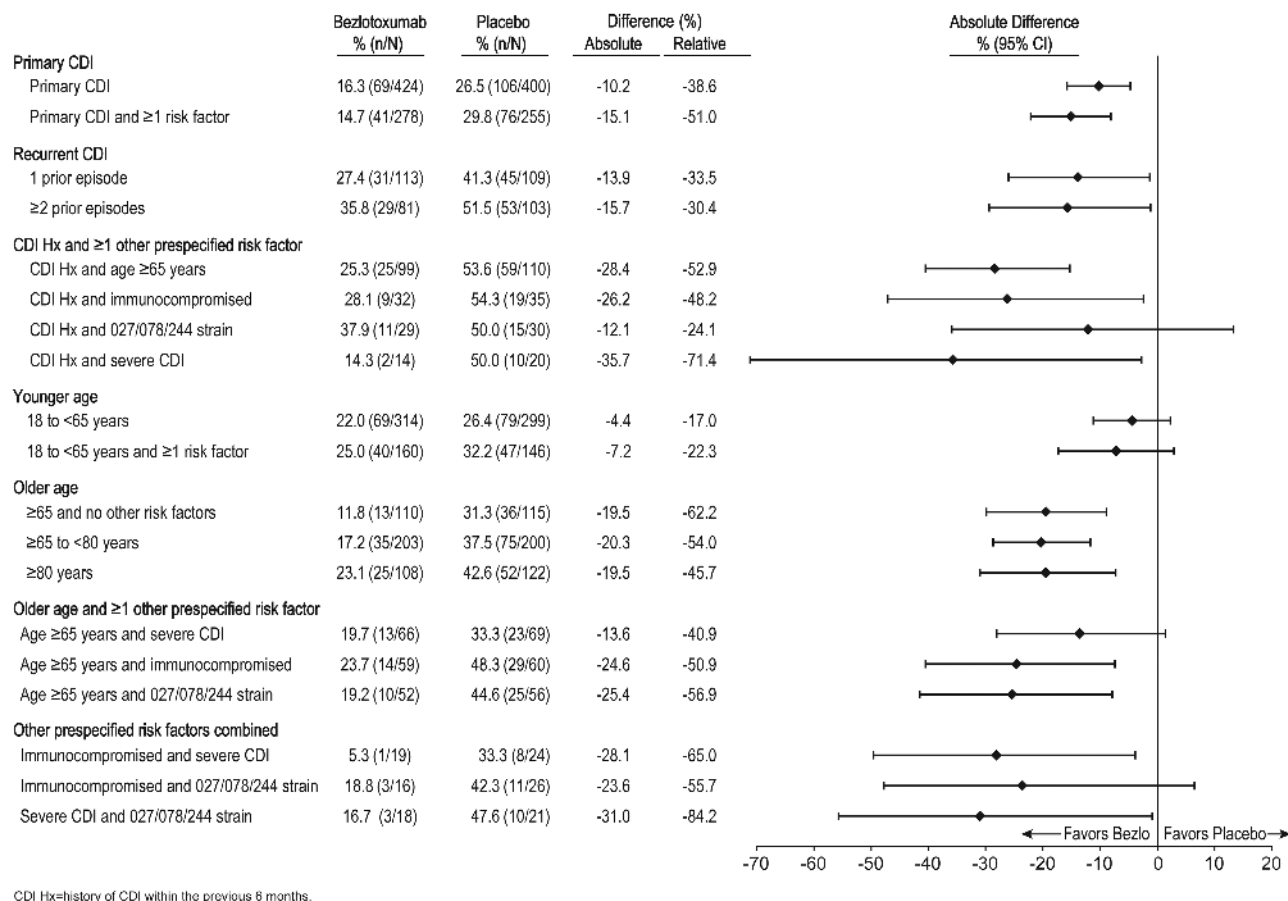 Bezlotoxumab Placebo Difference (%) Absolute Difference
% (n/N) % (n/N) Absolute Relative % (95% CI)
Primary CDI
Primary CDI 16.3 (69/424) 26.5 (106/400) -10.2 -38.6
Primary CDI and ≥1 risk factor 14.7 (41/278) 29.8 (76/255) -15.1 -51.0
Recurrent CDI
1 prior episode 27.4 (31/113) 41.3 (45/109) -13.9 -33.5
≥2 prior episodes 35.8 (29/81) 51.5 (53/103) -15.7 -30.4
CDI Hx and ≥1 other prespecified risk factor
CDI Hx and age ≥65 years 25.3 (25/99) 53.6 (59/110) -28.4 -52.9
CDI Hx and immunocompromised 28.1 (9/32) 54.3 (19/35) -26.2 -48.2
CDI Hx and 027/078/244 strain 37.9 (11/29) 50.0 (15/30) -12.1 -24.1
CDI Hx and severe CDI 14.3 (2/14) 50.0 (10/20) -35.7 -71.4
Younger age
18 to <65 years 22.0 (69/314) 26.4 (79/299) -4.4 -17.0
18 to <65 years and ≥1 risk factor 25.0 (40/160) 32.2 (47/146) -7.2 -22.3
Older age
≥65 and no other risk factors 11.8 (13/110) 31.3 (36/115) -19.5 -62.2
≥65 to <80 years 17.2 (35/203) 37.5 (75/200) -20.3 -54.0
≥80 years 23.1 (25/108) 42.6 (52/122) -19.5 -45.7
Older age and ≥1 other prespecified risk factor
Age ≥65 years and severe CDI 19.7 (13/66) 33.3 (23/69) -13.6 -40.9
Age ≥65 years and immunocompromised 23.7 (14/59) 48.3 (29/60) -24.6 -50.9
Age ≥65 years and 027/078/244 strain 19.2 (10/52) 44.6 (25/56) -25.4 -56.9
Other prespecified risk factors combined
Immunocompromised and severe CDI 5.3 (1/19) 33.3 (8/24) -28.1 -65.0
Immunocompromised and 027/078/244 strain 18.8 (3/16) 42.3 (11/26) -23.6 -55.7
Severe CDI and 027/078/244 strain 16.7 (3/18) 47.6 (10/21) -31.0 -84.2
Favors Bezlo Favors Placebo
-70 -60 -50 -40 -30 -20 -10 0 10 20
CDI Hx=history of CDI within the previous 6 months.